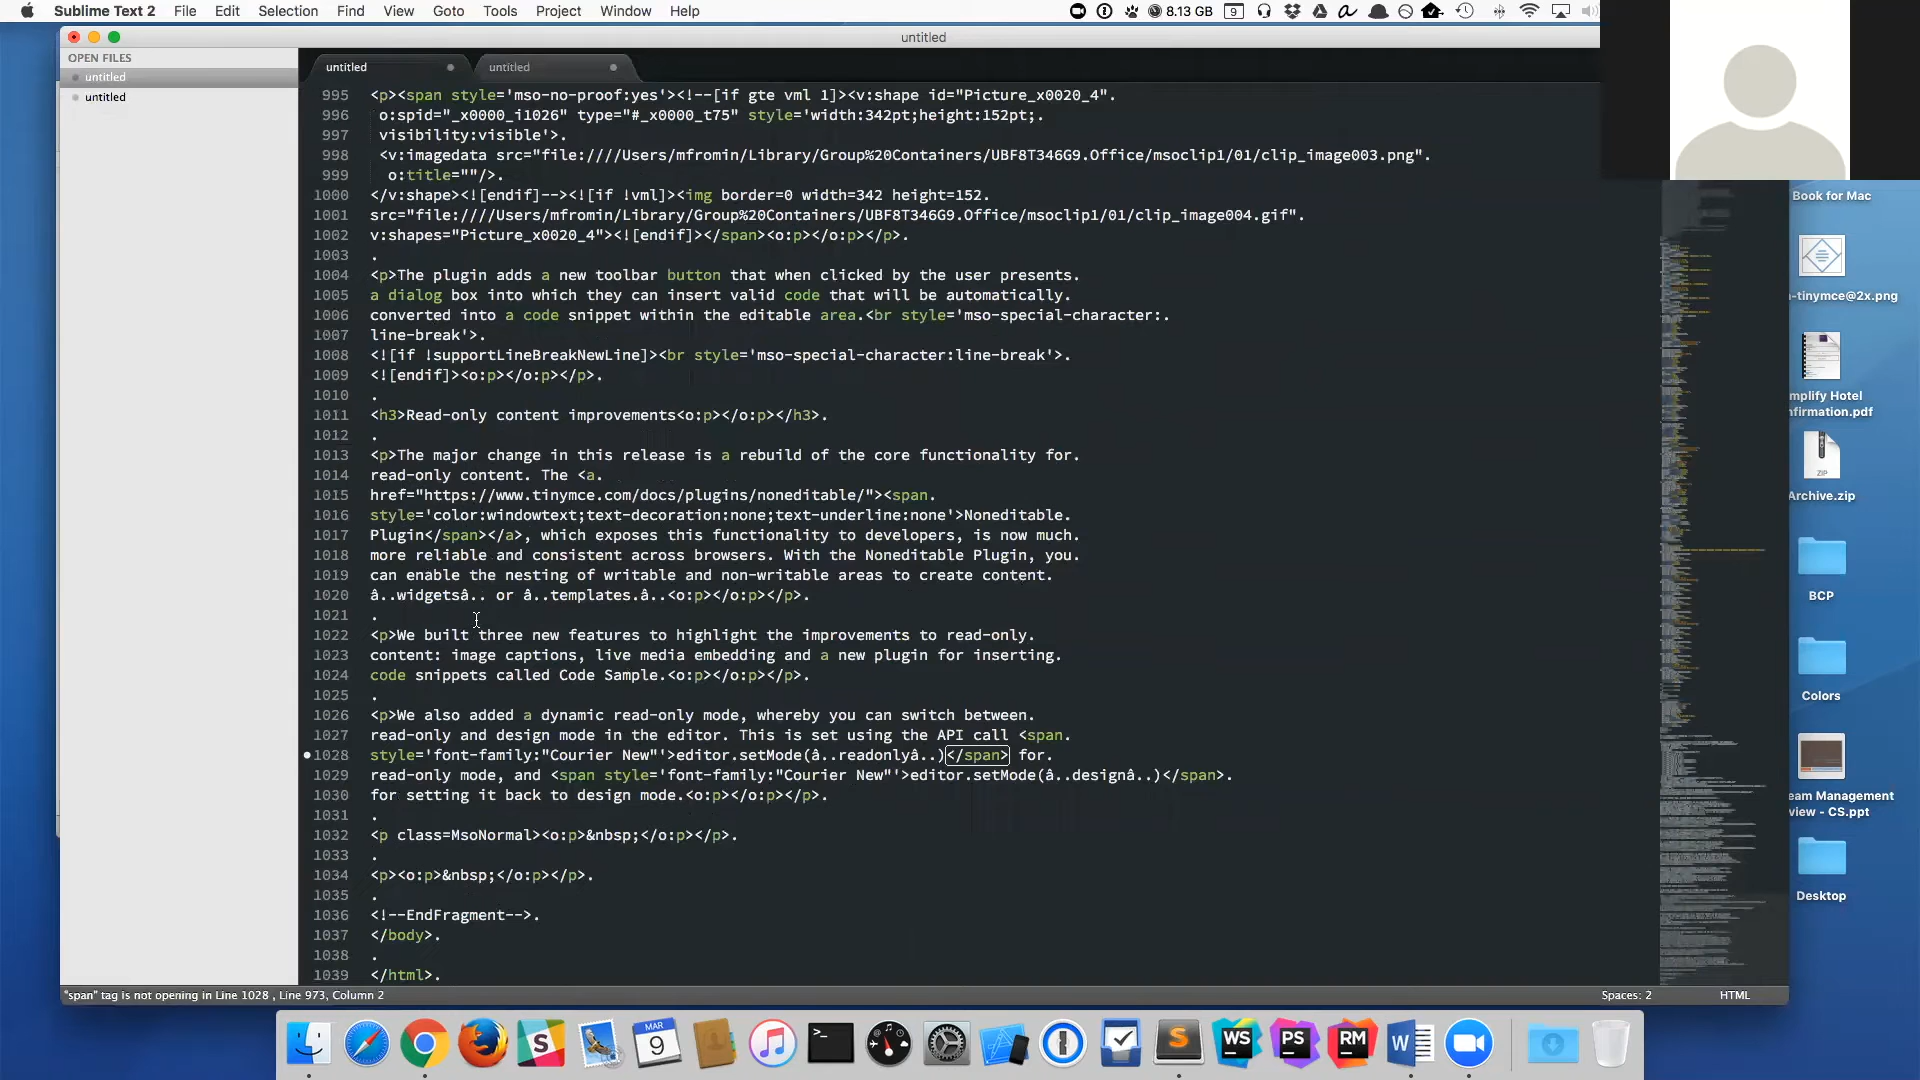 Sublime Text 2 File Edit Selection Find View Goto Tools Project Window Help 8.13 GB 9
untitled
OPEN FILES
untitled
untitled
untitled untitled
995 <p><span style='mso-no-proof:yes'><!--[if gte vml 1]><v:shape id="Picture_x0020_4".
996 o:spid="_x0000_i1026" type="#_x0000_t75" style='width:342pt;height:152pt;.
997 visibility:visible'>.
998 <v:imagedata src="file:////Users/mfromin/Library/Group%20Containers/UBF8T346G9.Office/msoclip1/01/clip_image003.png".
999 o:title=""/>.
1000 </v:shape><![endif]--><![if !vml]><img border=0 width=342 height=152.
1001 src="file:////Users/mfromin/Library/Group%20Containers/UBF8T346G9.Office/msoclip1/01/clip_image004.gif".
1002 v:shapes="Picture_x0020_4"><![endif]></span><o:p></o:p></p>.
1003 .
1004 <p>The plugin adds a new toolbar button that when clicked by the user presents.
1005 a dialog box into which they can insert valid code that will be automatically.
1006 converted into a code snippet within the editable area.<br style='mso-special-character:.
1007 line-break'>.
1008 <![if !supportLineBreakNewLine]><br style='mso-special-character:line-break'>.
1009 <![endif]><o:p></o:p></p>.
1010 .
1011 <h3>Read-only content improvements<o:p></o:p></h3>.
1012 .
1013 <p>The major change in this release is a rebuild of the core functionality for.
1014 read-only content. The <a.
1015 href="https://www.tinymce.com/docs/plugins/noneditable/"><span.
1016 style='color:windowtext;text-decoration:none;text-underline:none'>Noneditable.
1017 Plugin</span></a>, which exposes this functionality to developers, is now much.
1018 more reliable and consistent across browsers. With the Noneditable Plugin, you.
1019 can enable the nesting of writable and non-writable areas to create content.
1020 â..widgetsâ.. or â..templates.â..<o:p></o:p></p>.
1021 .
1022 <p>We built three new features to highlight the improvements to read-only.
1023 content: image captions, live media embedding and a new plugin for inserting.
1024 code snippets called Code Sample.<o:p></o:p></p>.
1025 .
1026 <p>We also added a dynamic read-only mode, whereby you can switch between.
1027 read-only and design mode in the editor. This is set using the API call <span.
1028 style='font-family:"Courier New"'>editor.setMode(â..readonlyâ..)</span> for.
1029 read-only mode, and <span style='font-family:"Courier New"'>editor.setMode(â..designâ..)</span>.
1030 for setting it back to design mode.<o:p></o:p></p>.
1031 .
1032 <p class=MsoNormal><o:p>&nbsp;</o:p></p>.
1033 .
1034 <p><o:p>&nbsp;</o:p></p>.
1035 .
1036 <!--EndFragment-->.
1037 </body>.
1038 .
1039 </html>.
"span" tag is not opening in Line 1028 , Line 973, Column 2 Spaces: 2 HTML
Book for Mac
-tinymce@2x.png
mplify Hotel
nfirmation.pdf
ZIP
Archive.zip
BCP
Colors
eam Management
view - CS.ppt
Desktop
MAR
9
WS
PS
RM
W